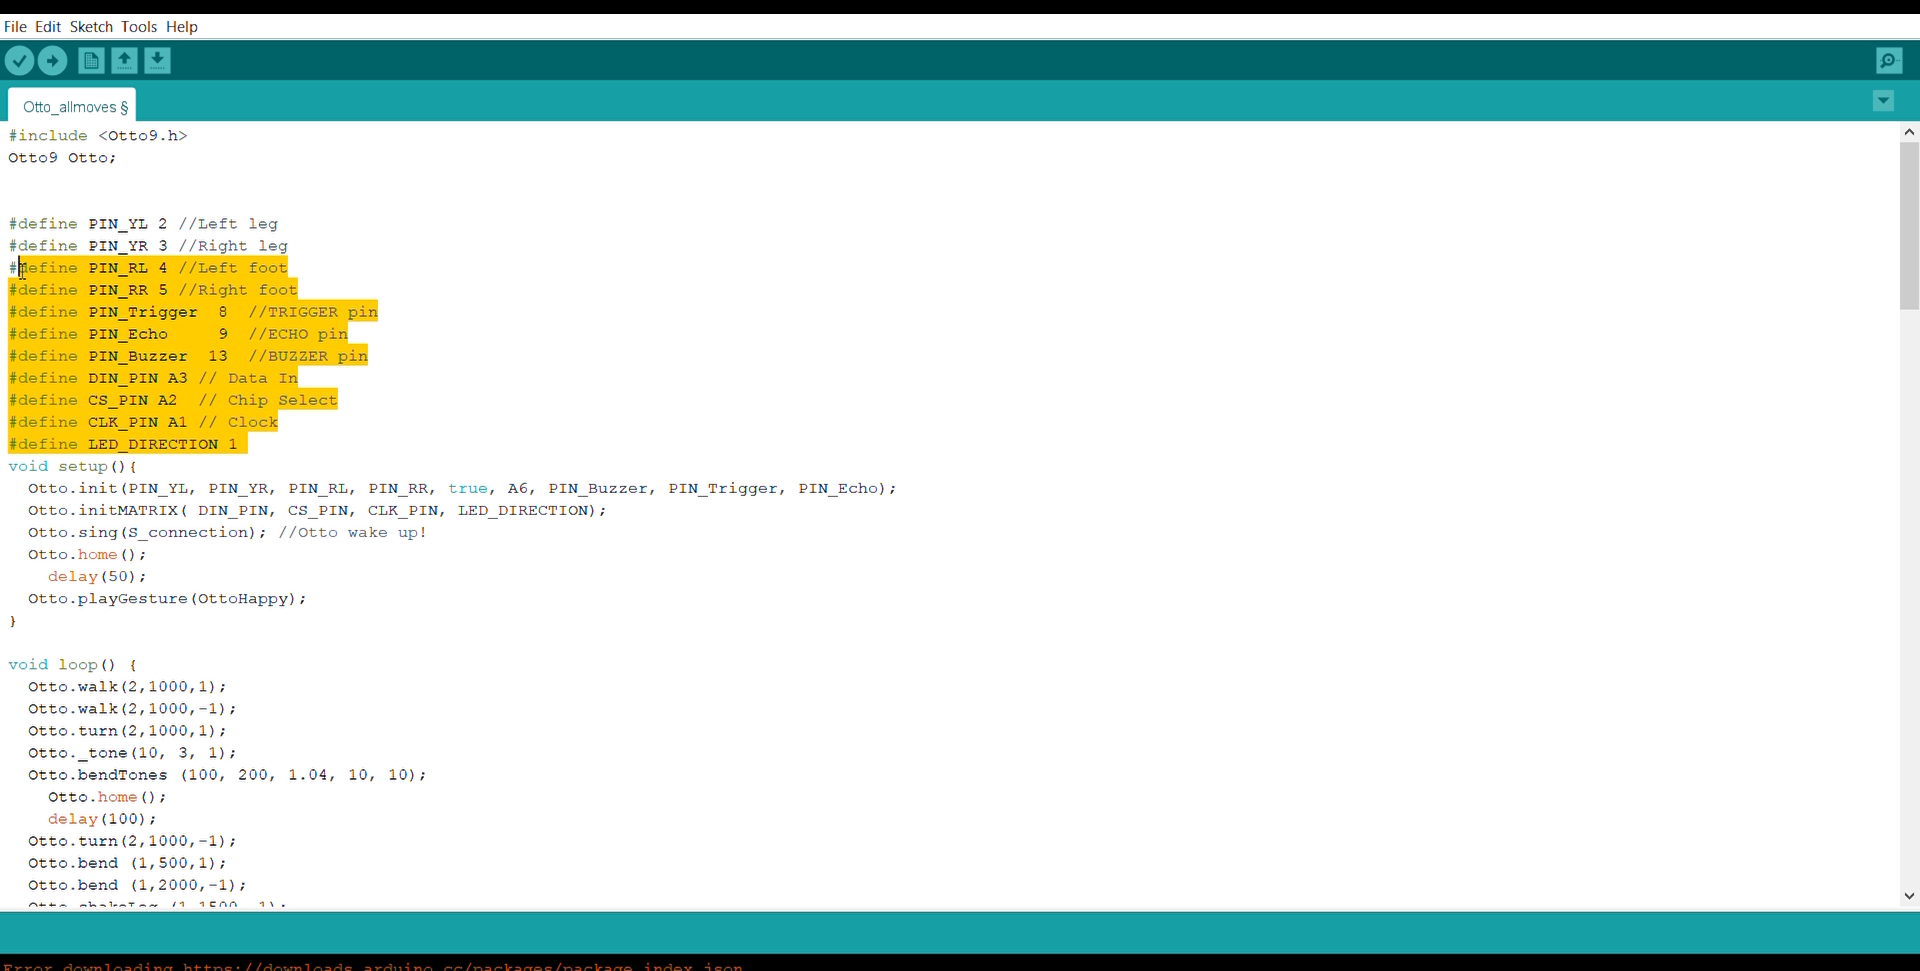 File Edit Sketch Tools Help
Otto_allmoves §
#include <Otto9.h>
Otto9 Otto;
#define PIN_YL 2 //Left leg
#define PIN_YR 3 //Right leg
#define PIN_RL 4 //Left foot
#define PIN_RR 5 //Right foot
#define PIN_Trigger  8  //TRIGGER pin
#define PIN_Echo     9  //ECHO pin
#define PIN_Buzzer  13  //BUZZER pin
#define DIN_PIN A3 // Data In
#define CS_PIN A2  // Chip Select
#define CLK_PIN A1 // Clock
#define LED_DIRECTION 1
void setup(){
  Otto.init(PIN_YL, PIN_YR, PIN_RL, PIN_RR, true, A6, PIN_Buzzer, PIN_Trigger, PIN_Echo);
  Otto.initMATRIX( DIN_PIN, CS_PIN, CLK_PIN, LED_DIRECTION);
  Otto.sing(S_connection); //Otto wake up!
  Otto.home();
    delay(50);
  Otto.playGesture(OttoHappy);
}
void loop() {
  Otto.walk(2,1000,1);
  Otto.walk(2,1000,-1);
  Otto.turn(2,1000,1);
  Otto._tone(10, 3, 1);
  Otto.bendTones (100, 200, 1.04, 10, 10);
    Otto.home();
    delay(100);
  Otto.turn(2,1000,-1);
  Otto.bend (1,500,1);
  Otto.bend (1,2000,-1);
Error downloading https://downloads.arduino.cc/packages/package_index.json